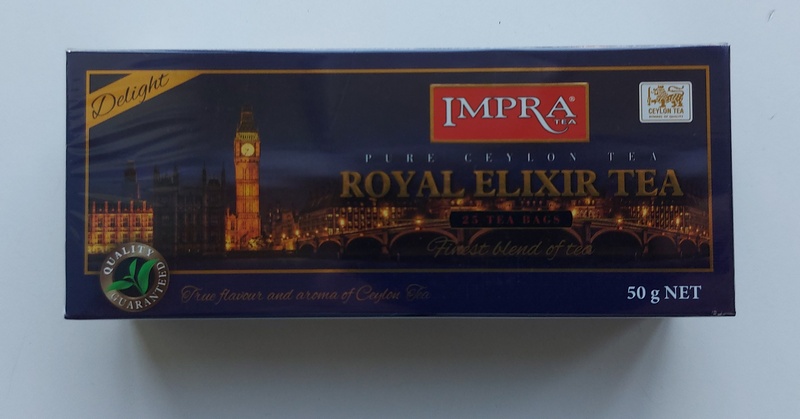 Delight
IMPRA®
TEA
CEYLON TEA
PURE CEYLON TEA
ROYAL ELIXIR TEA
25 TEA BAGS
Finest blend of tea
QUALITY
GUARANTEED
True flavour and aroma of Ceylon Tea
50 g NET